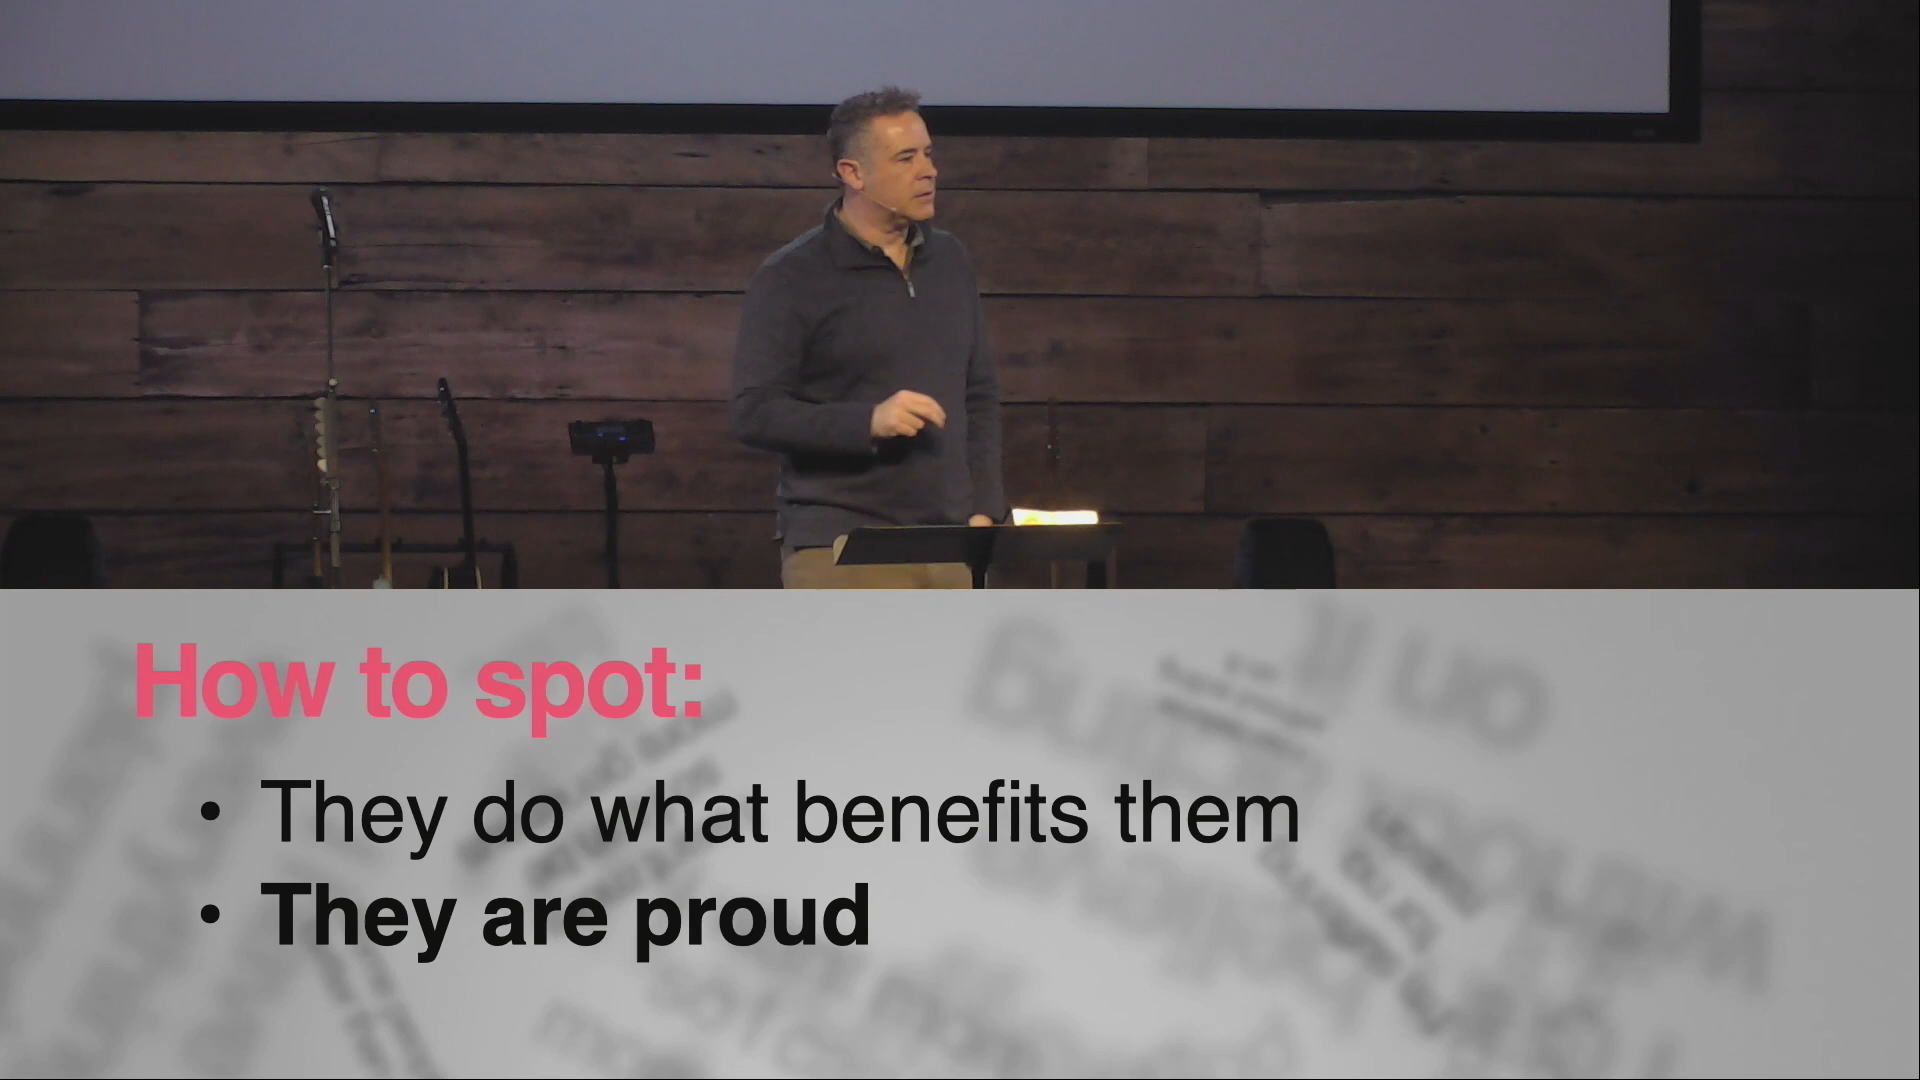 How to spot:
• They do what benefits them
• They are proud